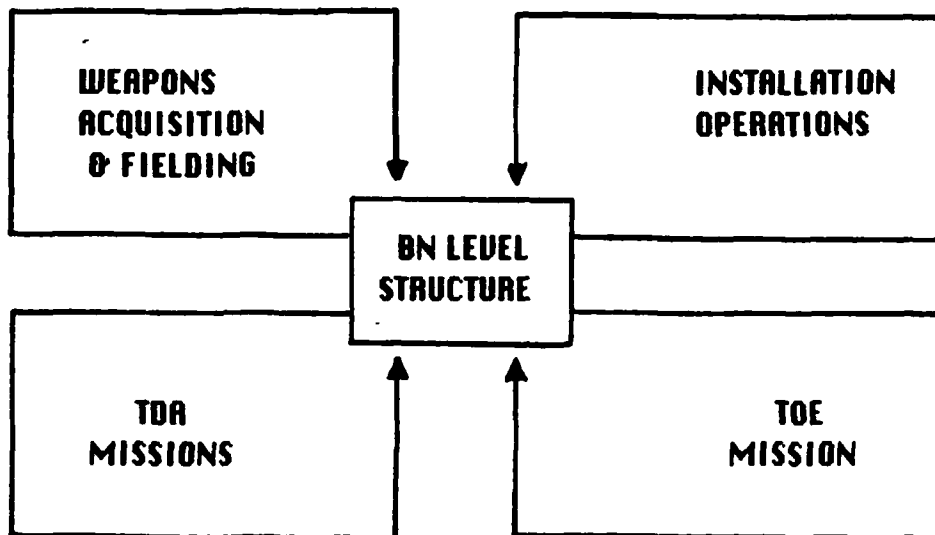 WEAPONS
ACQUISITION
& FIELDING
INSTALLATION
OPERATIONS
BN LEVEL
STRUCTURE
TDA
MISSIONS
TOE
MISSION